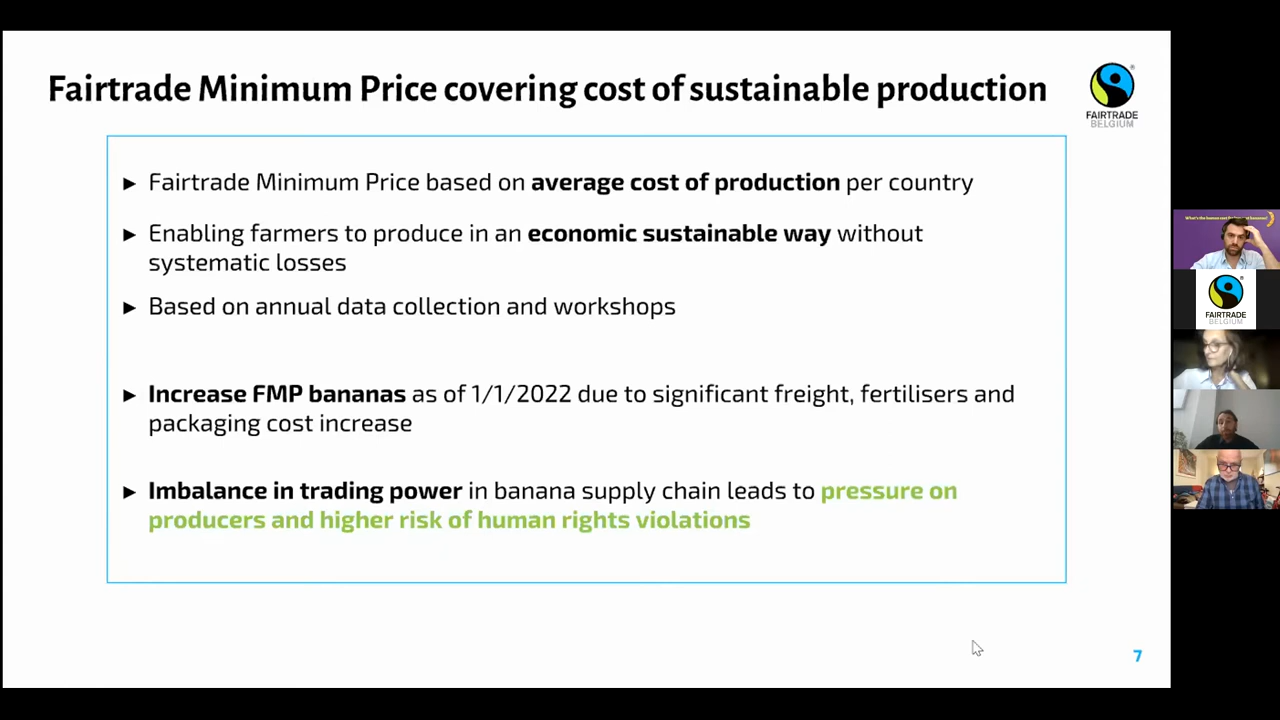 Fairtrade Minimum Price covering cost of sustainable production
FAIRTRADE
BELGIUM
► Fairtrade Minimum Price based on average cost of production per country
► Enabling farmers to produce in an economic sustainable way without
systematic losses
► Based on annual data collection and workshops
► Increase FMP bananas as of 1/1/2022 due to significant freight, fertilisers and
packaging cost increase
► Imbalance in trading power in banana supply chain leads to pressure on
producers and higher risk of human rights violations
7
FAIRTRADE
BELGIUM